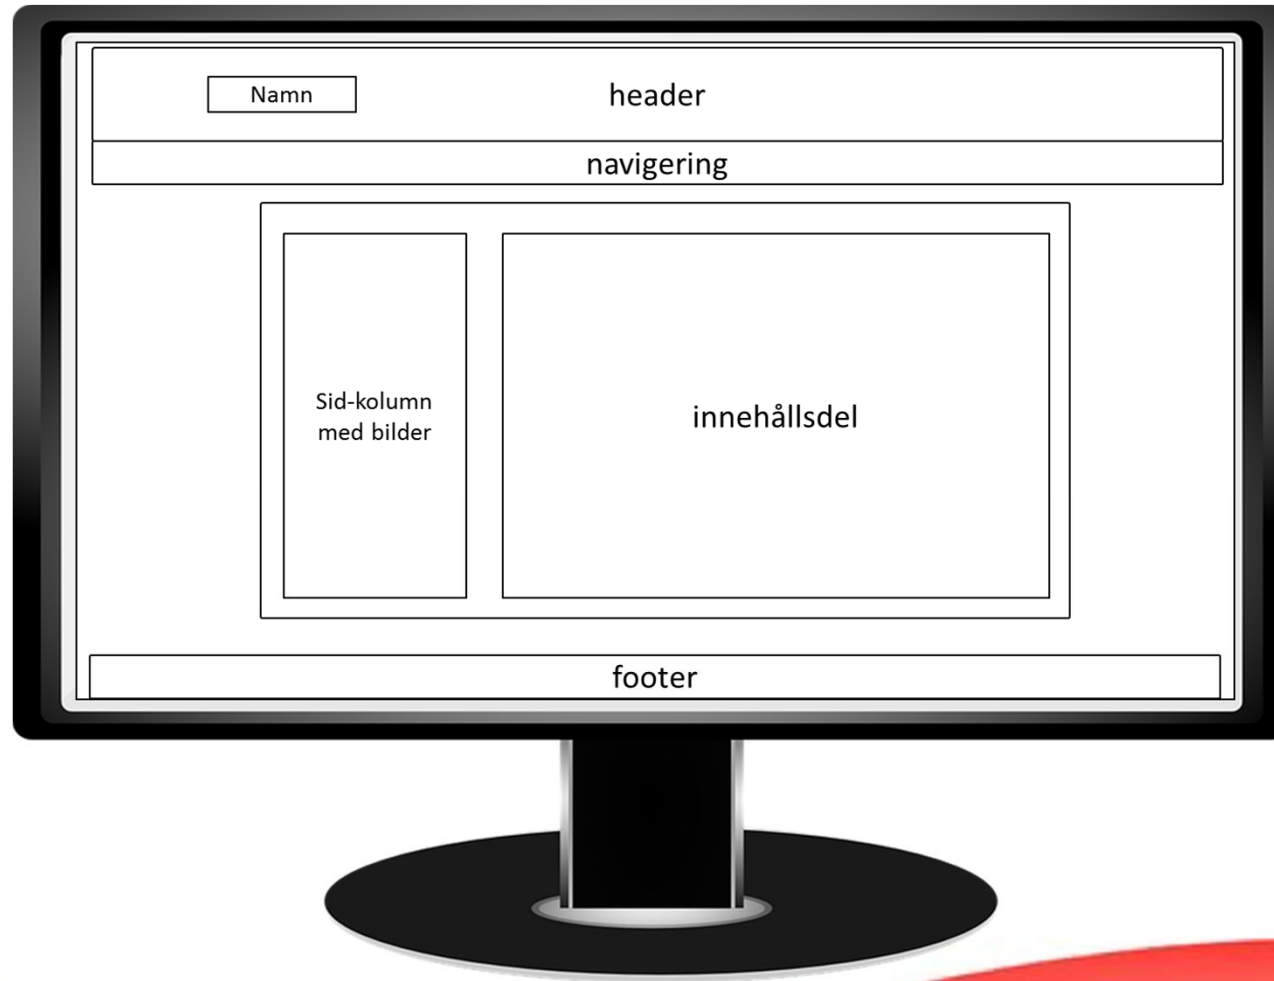 Namn
header
navigering
Sid-kolumn
med bilder
innehållsdel
footer